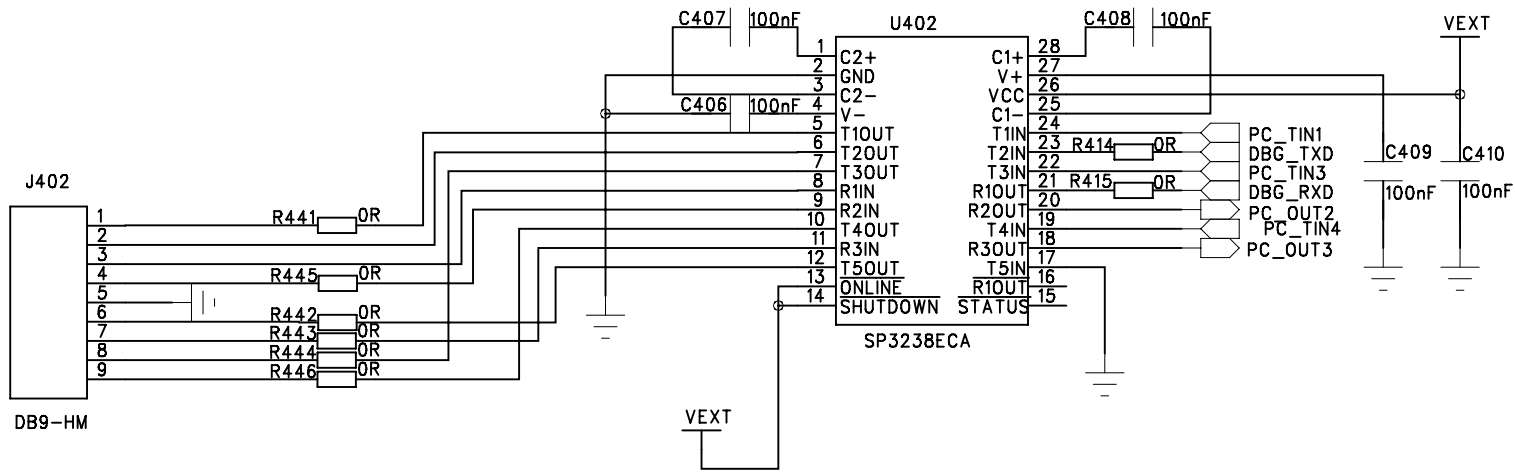 C407
100nF
U402
C408
100nF
VEXT
1
C2+
C1+
28
2
GND
V+
27
3
C2-
VCC
26
C406
100nF
4
V-
C1-
25
5
T1OUT
T1IN
24
PC_TIN1
6
T2OUT
T2IN
23
R414
0R
DBG_TXD
7
T3OUT
T3IN
22
PC_TIN3
8
R1IN
R1OUT
21
R415
0R
DBG_RXD
9
R2IN
R2OUT
20
PC_OUT2
10
T4OUT
T4IN
19
PC_TIN4
11
R3IN
R3OUT
18
PC_OUT3
12
T5OUT
T5IN
17
13
ONLINE
R1OUT
16
14
SHUTDOWN
STATUS
15
SP3238ECA
C409
100nF
C410
100nF
J402
1
R441
0R
2
3
4
R445
0R
5
6
R442
0R
7
R443
0R
8
R444
0R
9
R446
0R
DB9-HM
VEXT